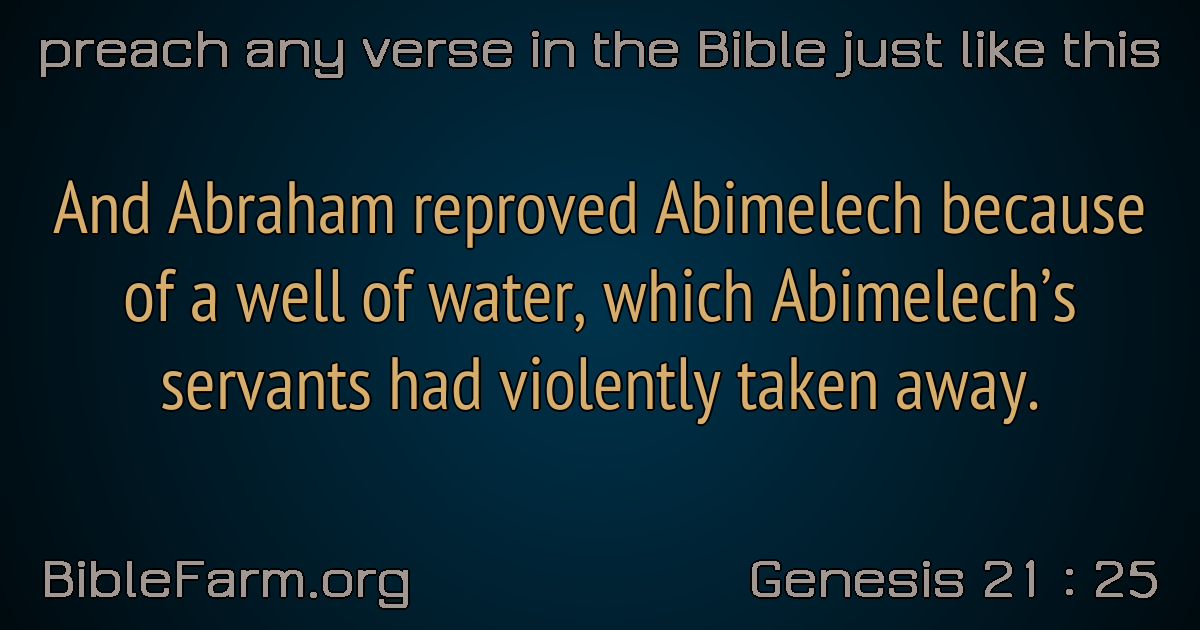 preach any verse in the Bible just like this
And Abraham reproved Abimelech because
of a well of water, which Abimelech’s
servants had violently taken away.
BibleFarm.org
Genesis 21 : 25